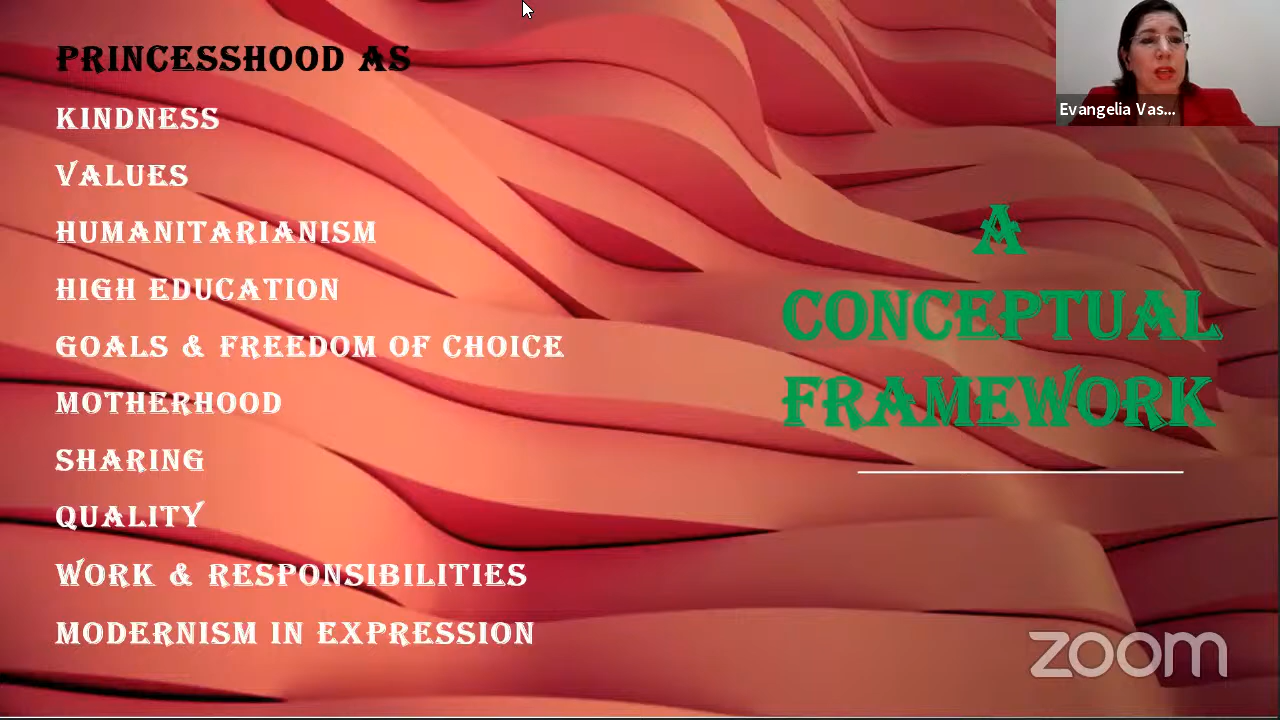 PRINCESSHOOD AS
KINDNESS
VALUES
HUMANITARIANISM
HIGH EDUCATION
GOALS & FREEDOM OF CHOICE
MOTHERHOOD
SHARING
QUALITY
WORK & RESPONSIBILITIES
MODERNISM IN EXPRESSION
A
CONCEPTUAL
FRAMEWORK
Evangelia Vas...
zoom